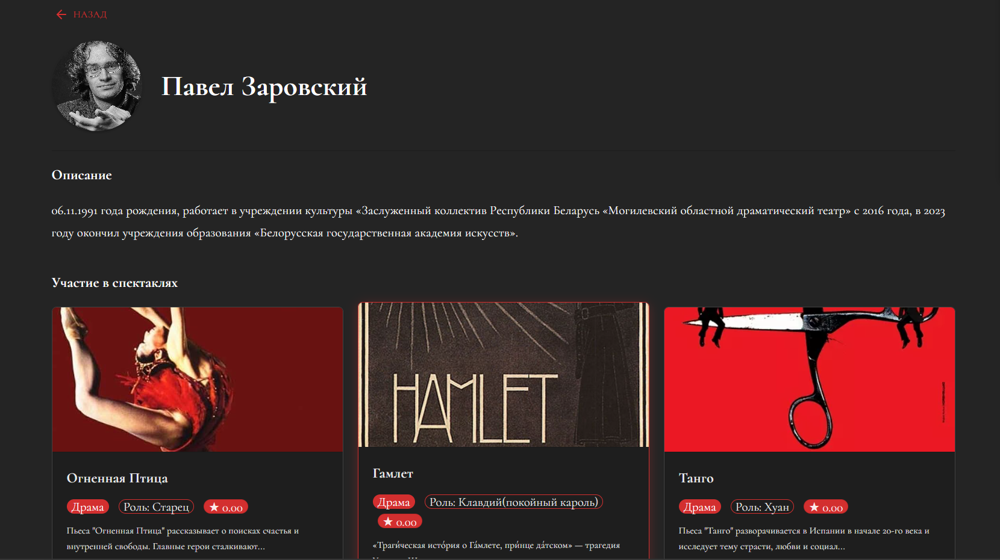 НАЗАД
Павел Заровский
Описание
06.11.1991 года рождения, работает в учреждении культуры «Заслуженный коллектив Республики Беларусь «Могилевский областной драматический театр» с 2016 года, в 2023
году окончил учреждения образования «Белорусская государственная академия искусств».
Участие в спектаклях
HAMLET
Огненная Птица
Драма Роль: Старец ★ 0.00
Пьеса "Огненная Птица" рассказывает о поисках счастья и
внутренней свободы. Главные герои сталкивают...
Гамлет
Драма Роль: Клавдий(покойный кароль)
★ 0.00
«Траги́ческая исто́рия о Га́млете, при́нце да́тском» — трагедия
Танго
Драма Роль: Хуан ★ 0.00
Пьеса "Танго" разворачивается в Испании в начале 20-го века и
исследует тему страсти, любви и социал...